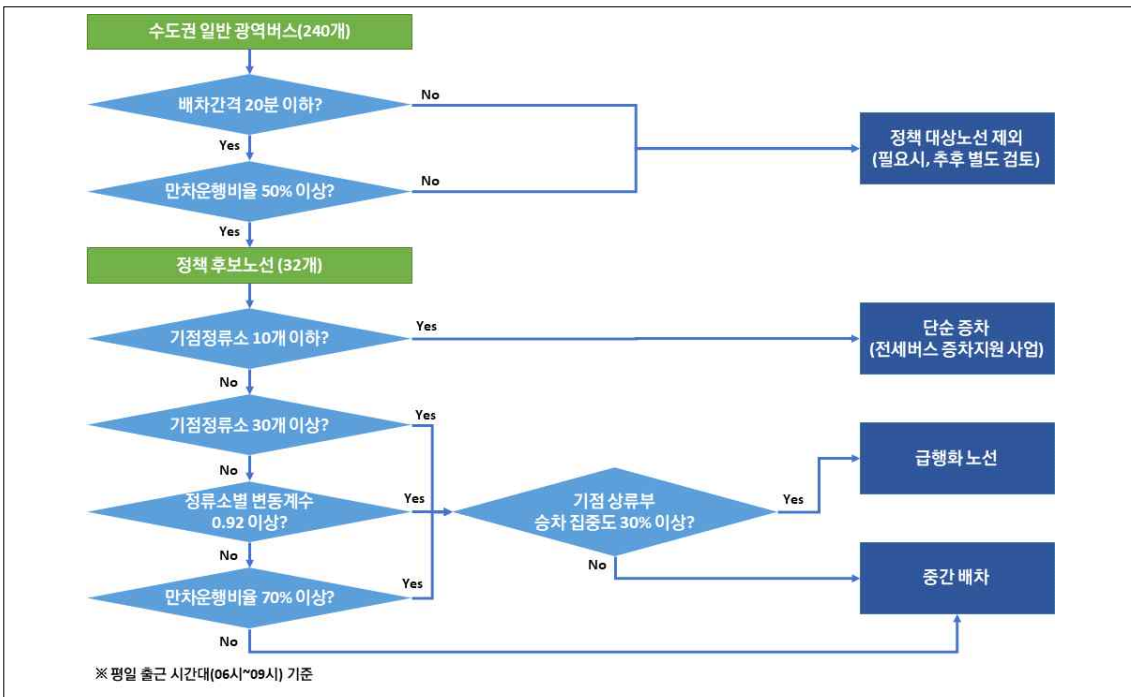 수도권 일반 광역버스(240개)
배차간격 20분 이하?
No
정책 대상노선 제외
(필요시, 추후 별도 검토)
Yes
만차운행비율 50% 이상?
No
Yes
정책 후보노선 (32개)
기점정류소 10개 이하?
Yes
단순 증차
(전세버스 증차지원 사업)
No
기점정류소 30개 이상?
Yes
급행화 노선
No
정류소별 변동계수
0.92 이상?
Yes
기점 상류부
승차 집중도 30% 이상?
Yes
No
No
중간 배차
만차운행비율 70% 이상?
Yes
No
※ 평일 출근 시간대(06시~09시) 기준